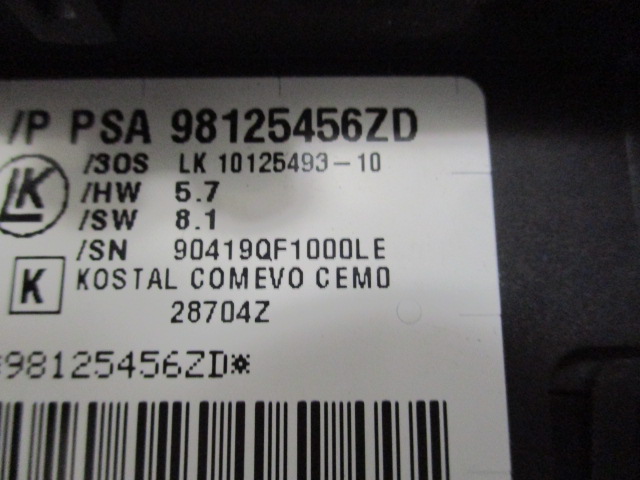 /P PSA 98125456ZD
/SOS LK 10125493-10
LK /HW 5.7
/SW 8.1
/SN 90419QF1000LE
K KOSTAL COMEVO CEMO
28704Z
*98125456ZD*